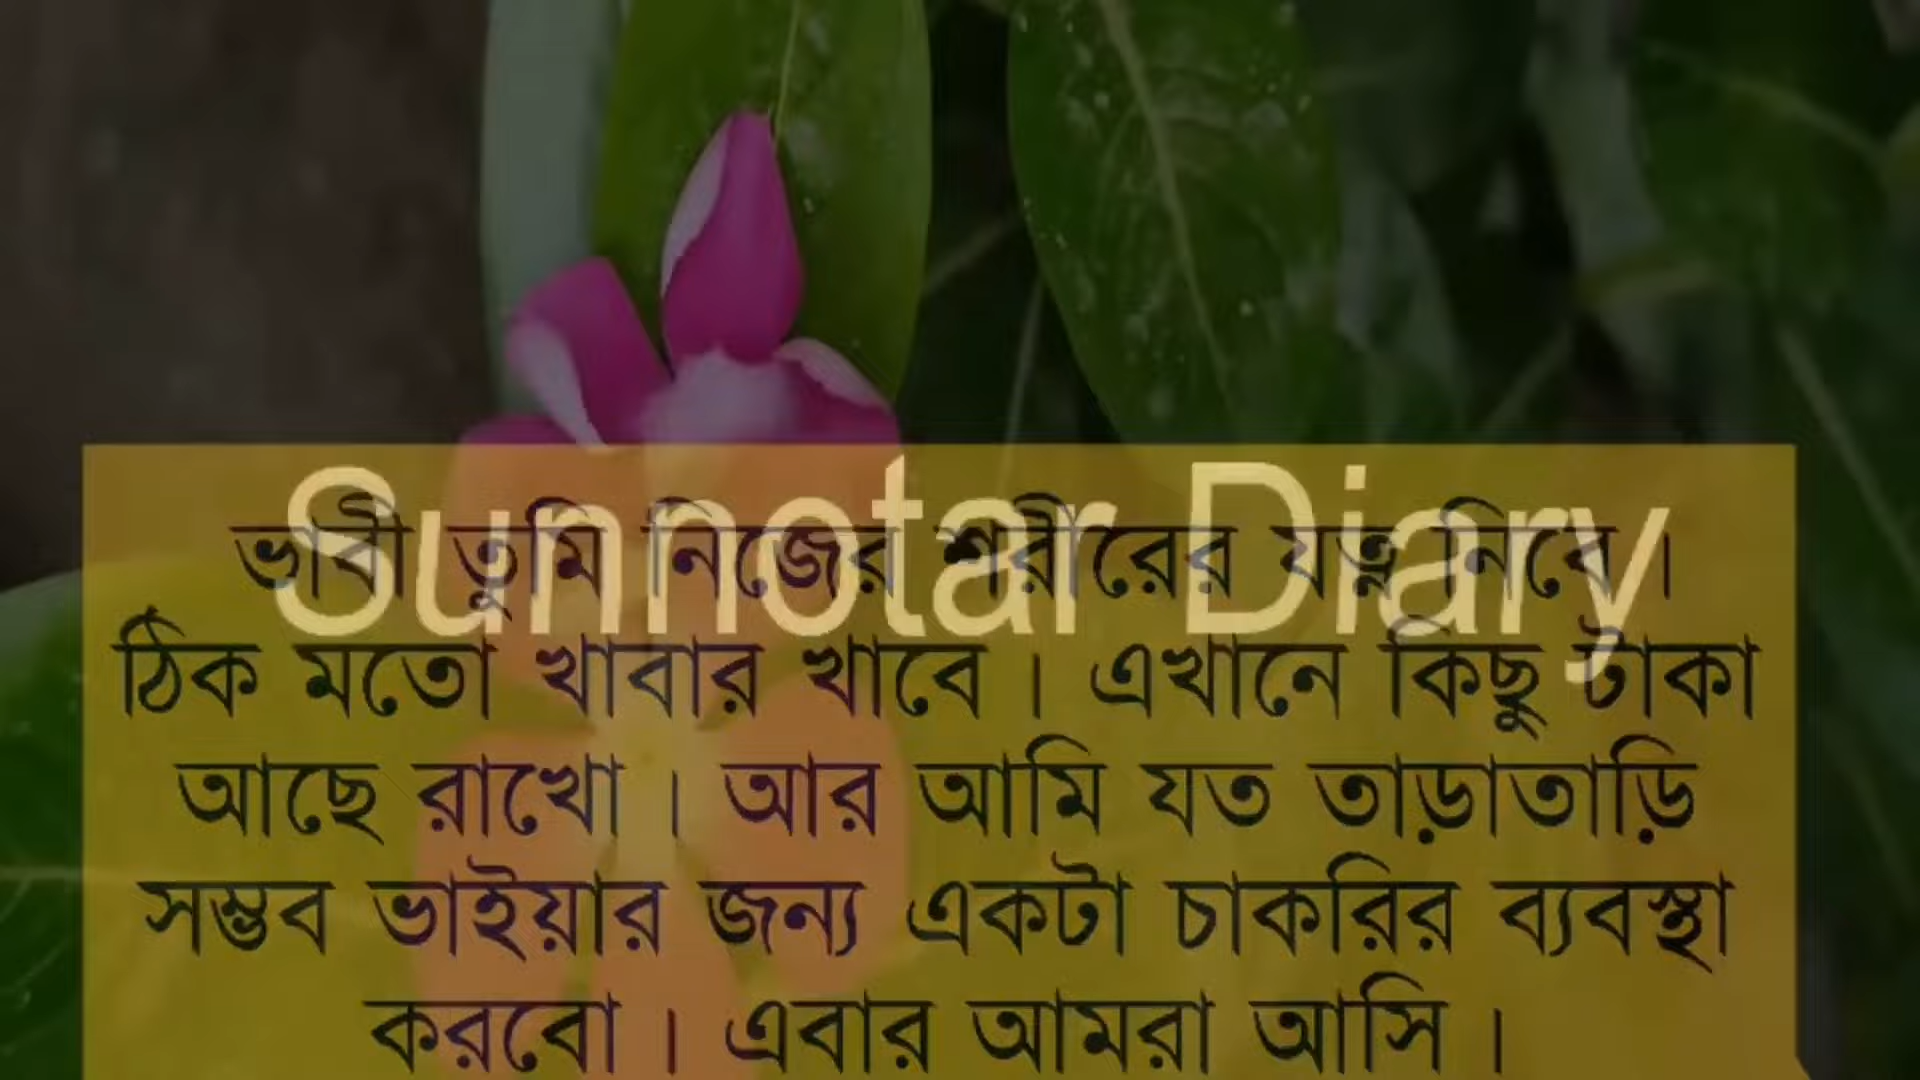 Sunnotar Diary
ভাবী তুমি নিজের শরীরের যত্ন নিবে।
ঠিক মতো খাবার খাবে। এখানে কিছু টাকা
আছে রাখো। আর আমি যত তাড়াতাড়ি
সম্ভব ভাইয়ার জন্য একটা চাকরির ব্যবস্থা
করবো। এবার আমরা আসি।